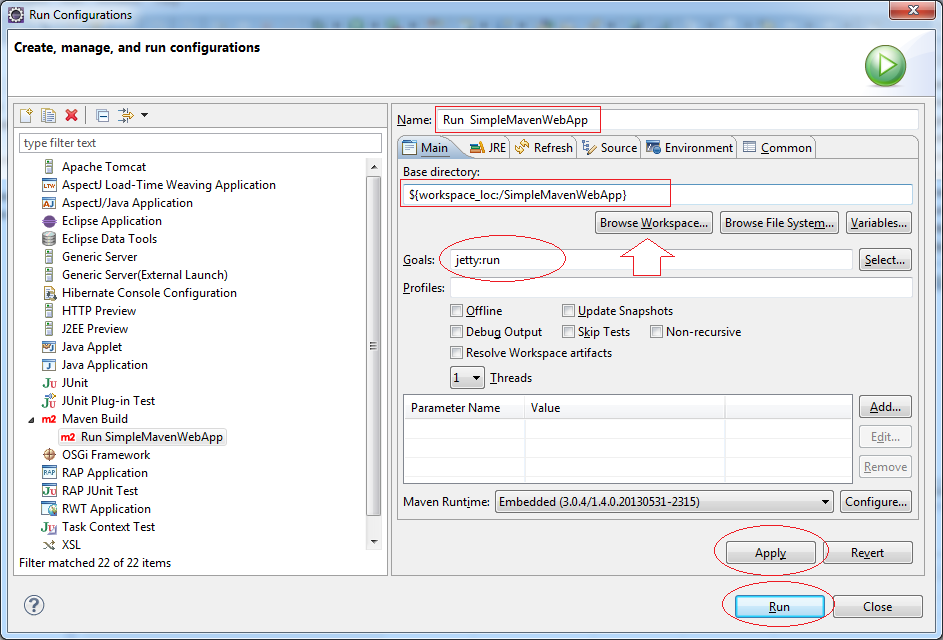 Run Configurations
Create, manage, and run configurations
type filter text
Apache Tomcat
AspectJ Load-Time Weaving Application
AspectJ/Java Application
Eclipse Application
Eclipse Data Tools
Generic Server
Generic Server(External Launch)
Hibernate Console Configuration
HTTP Preview
J2EE Preview
Java Applet
Java Application
JUnit
JUnit Plug-in Test
Maven Build
m2 Run SimpleMavenWebApp
OSGi Framework
RAP Application
RAP JUnit Test
RWT Application
Task Context Test
XSL
Filter matched 22 of 22 items
Name: Run  SimpleMavenWebApp
Main JRE Refresh Source Environment Common
Base directory:
${workspace_loc:/SimpleMavenWebApp}
Browse Workspace... Browse File System... Variables...
Goals: jetty:run Select...
Profiles:
Offline Update Snapshots
Debug Output Skip Tests Non-recursive
Resolve Workspace artifacts
1 Threads
Parameter Name Value Add...
Edit...
Remove
Maven Runtime: Embedded (3.0.4/1.4.0.20130531-2315) Configure...
Apply Revert
Run Close